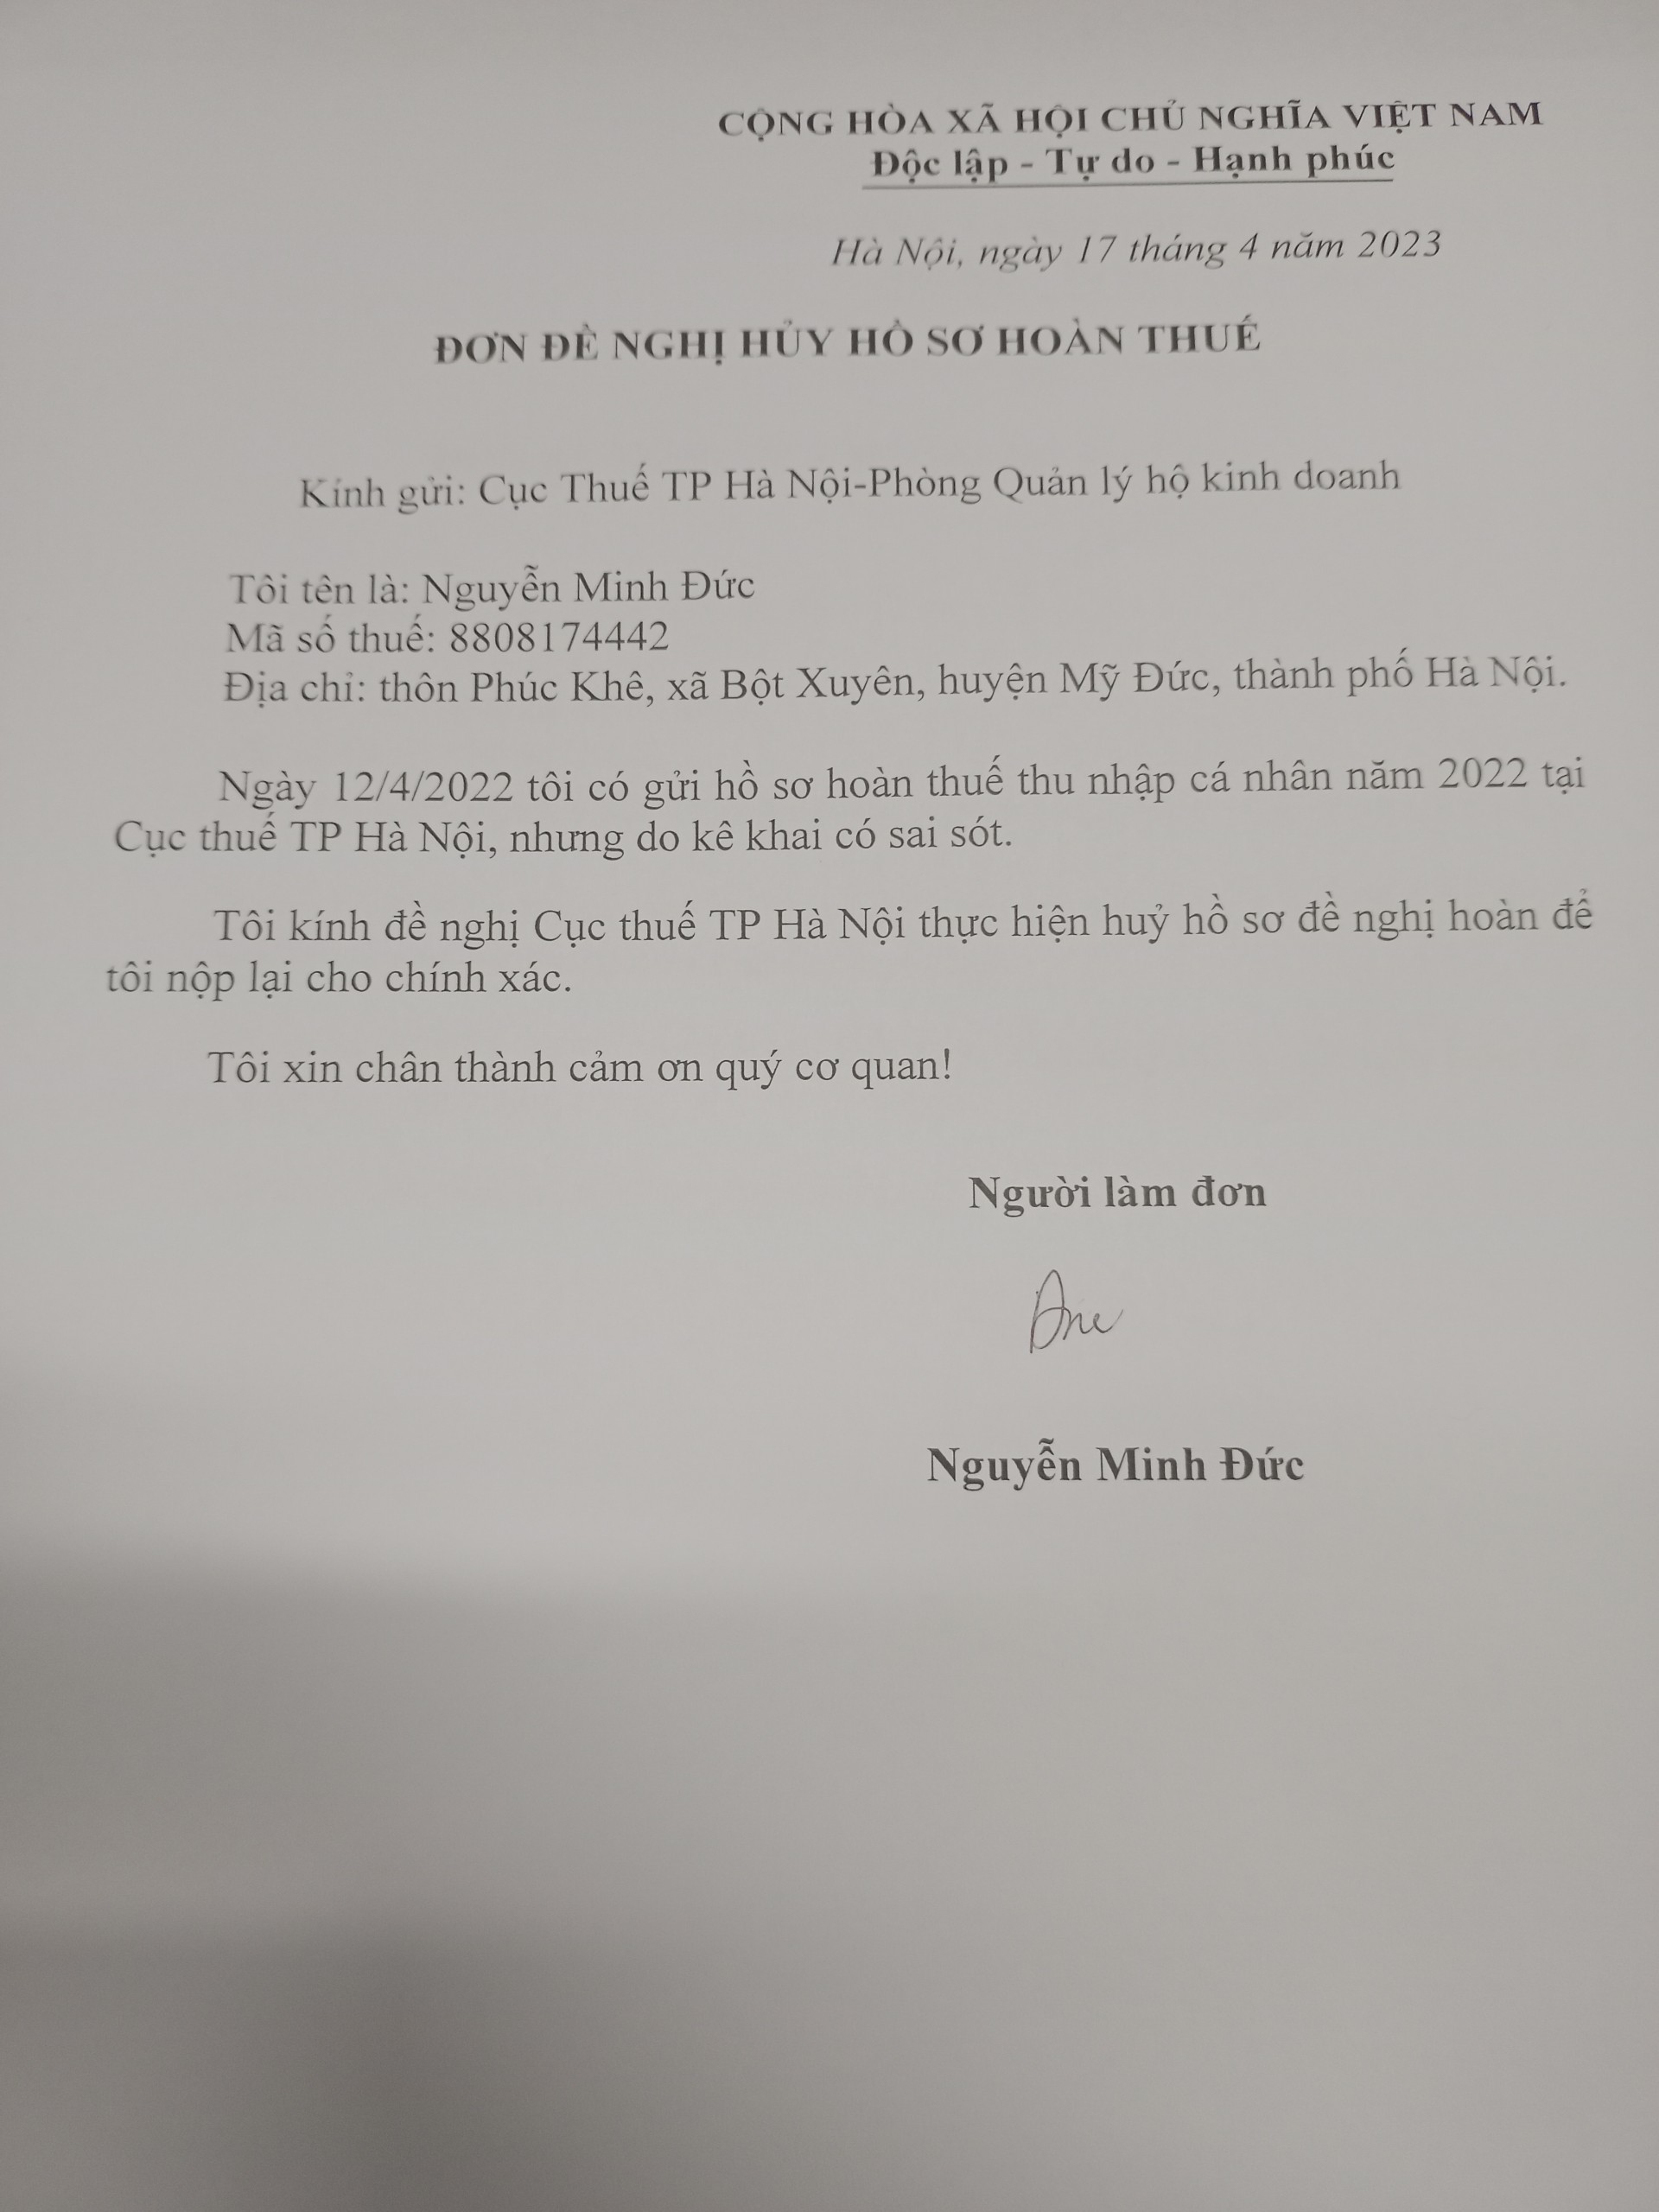 CỘNG HÒA XÃ HỘI CHỦ NGHĨA VIỆT NAM
Độc lập - Tự do - Hạnh phúc
Hà Nội, ngày 17 tháng 4 năm 2023
ĐƠN ĐỀ NGHỊ HỦY HỒ SƠ HOÀN THUẾ
Kính gửi: Cục Thuế TP Hà Nội-Phòng Quản lý hộ kinh doanh
Tôi tên là: Nguyễn Minh Đức
Mã số thuế: 8808174442
Địa chỉ: thôn Phúc Khê, xã Bột Xuyên, huyện Mỹ Đức, thành phố Hà Nội.
Ngày 12/4/2022 tôi có gửi hồ sơ hoàn thuế thu nhập cá nhân năm 2022 tại
Cục thuế TP Hà Nội, nhưng do kê khai có sai sót.
Tôi kính đề nghị Cục thuế TP Hà Nội thực hiện huỷ hồ sơ đề nghị hoàn để
tôi nộp lại cho chính xác.
Tôi xin chân thành cảm ơn quý cơ quan!
Người làm đơn
Nguyễn Minh Đức